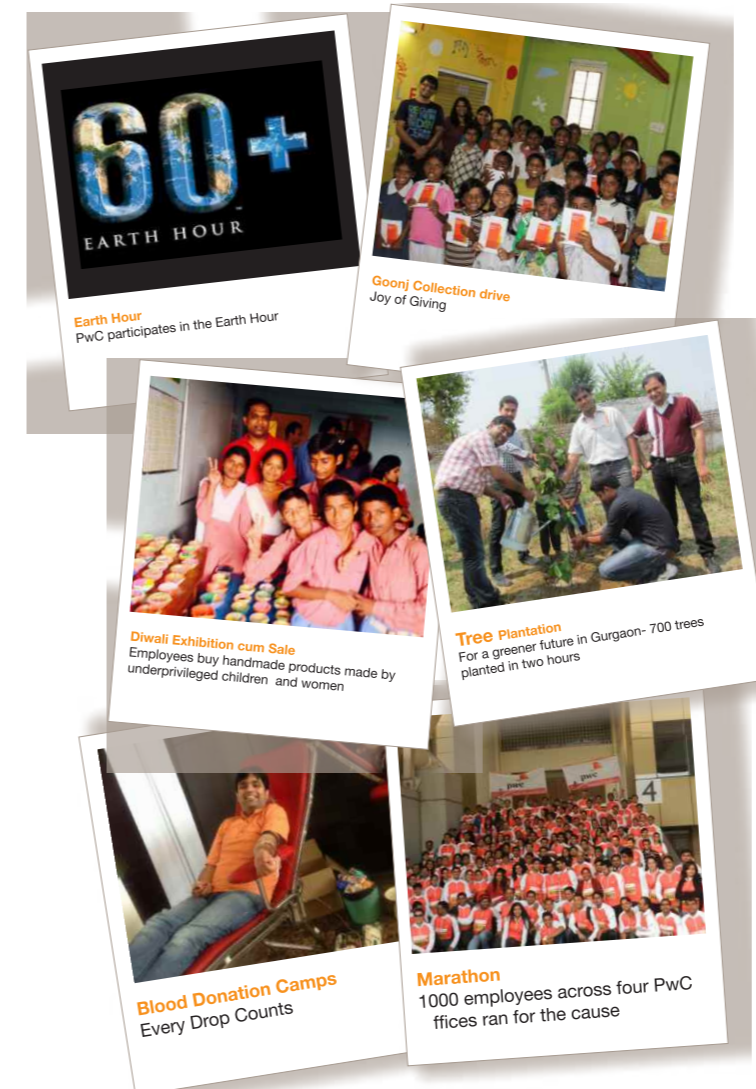 60+
EARTH HOUR
Earth Hour
PwC participates in the Earth Hour
Goonj Collection drive
Joy of Giving
Diwali Exhibition cum Sale
Employees buy handmade products made by
underprivileged children and women
Tree Plantation
For a greener future in Gurgaon- 700 trees
planted in two hours
pwc
pwc
4
Blood Donation Camps
Every Drop Counts
Marathon
1000 employees across four PwC
ffices ran for the cause